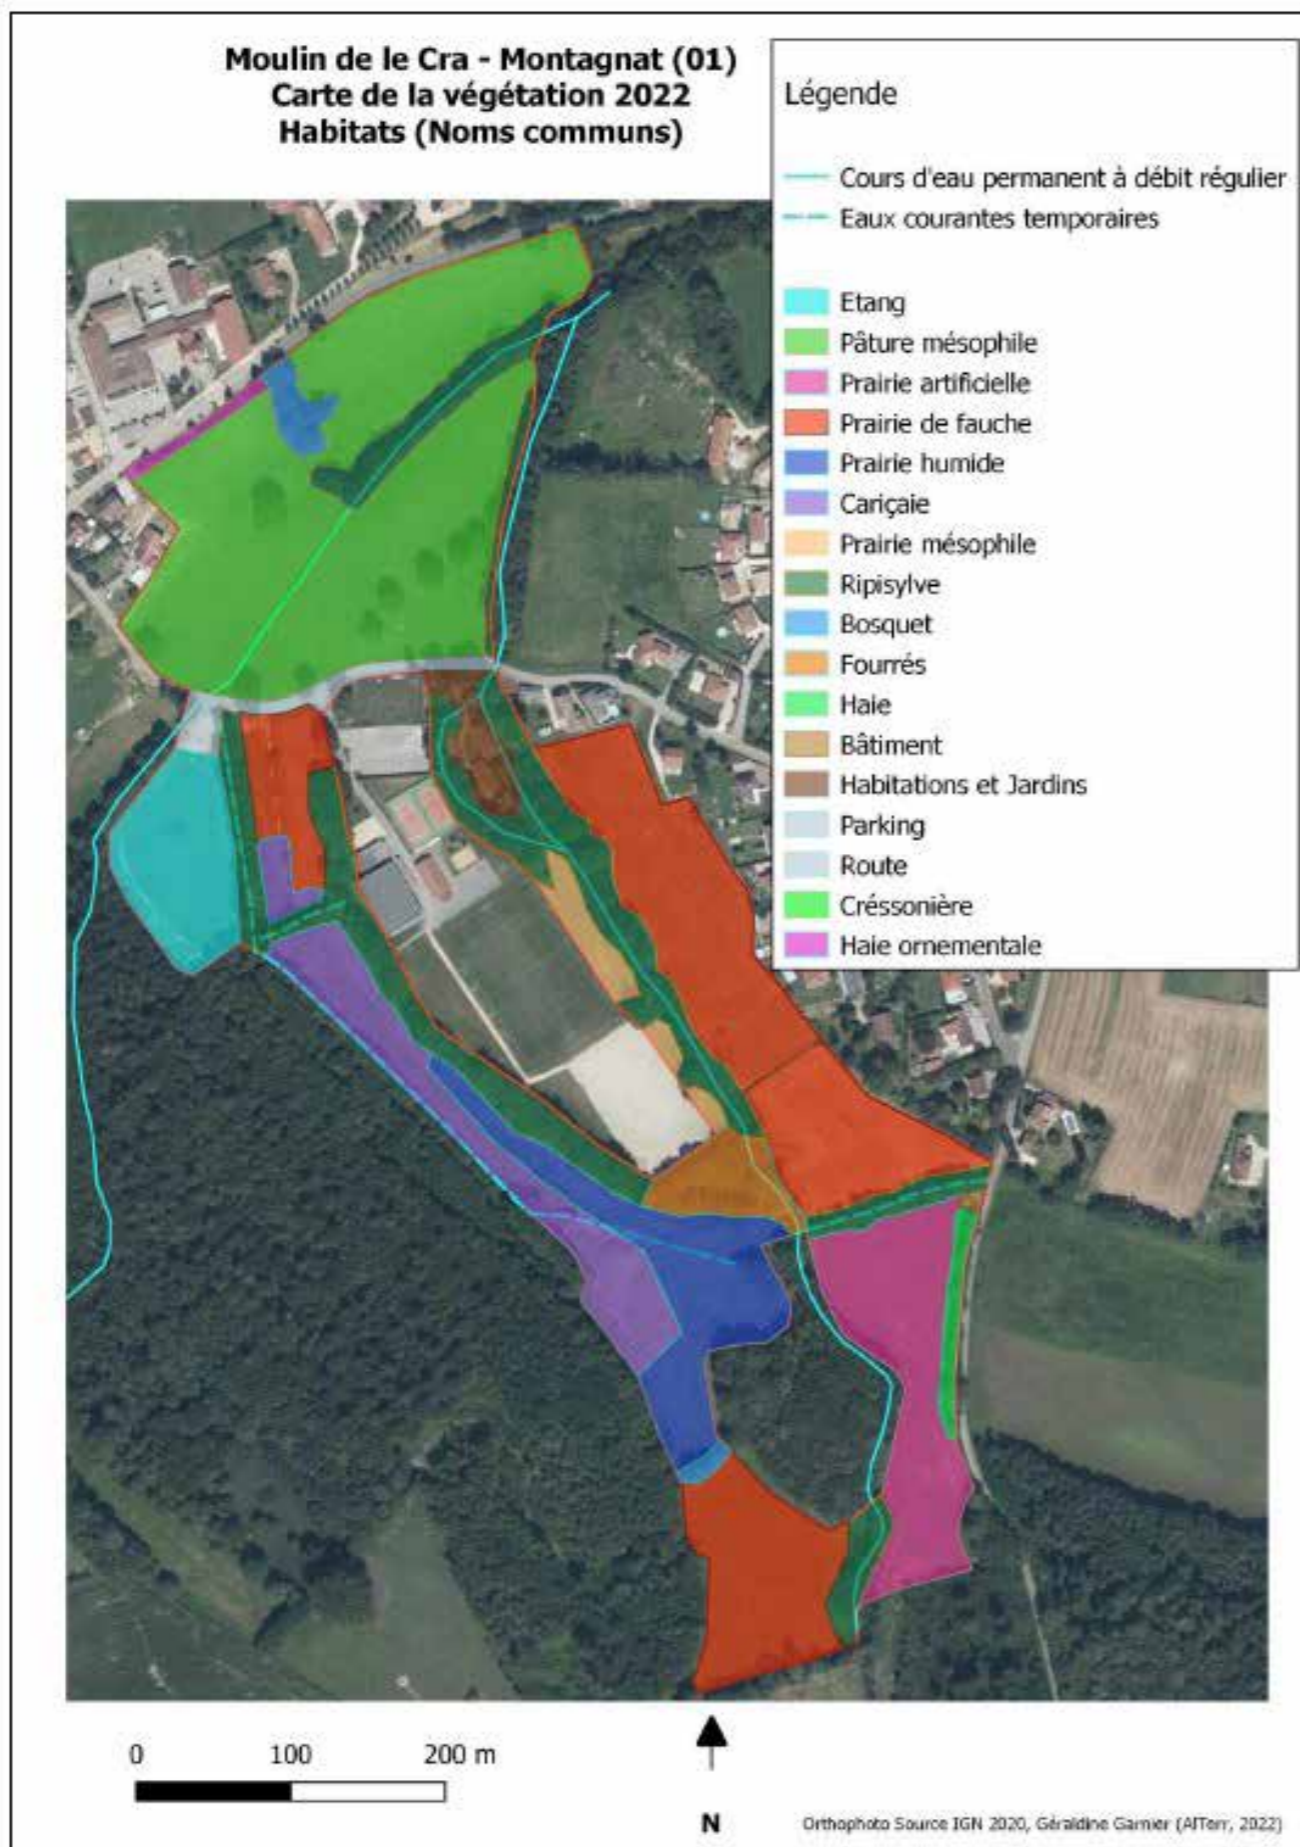 Moulin de le Cra - Montagnat (01)
Carte de la végétation 2022
Habitats (Noms communs)
Légende
Cours d'eau permanent à débit régulier
Eaux courantes temporaires
Etang
Pâture mésophile
Prairie artificielle
Prairie de fauche
Prairie humide
Cariçaie
Prairie mésophile
Ripisylve
Bosquet
Fourrés
Haie
Bâtiment
Habitations et Jardins
Parking
Route
Créssonière
Haie ornementale
0 100 200 m
N
Orthophoto Source IGN 2020, Géraldine Garnier (AlTerr, 2022)